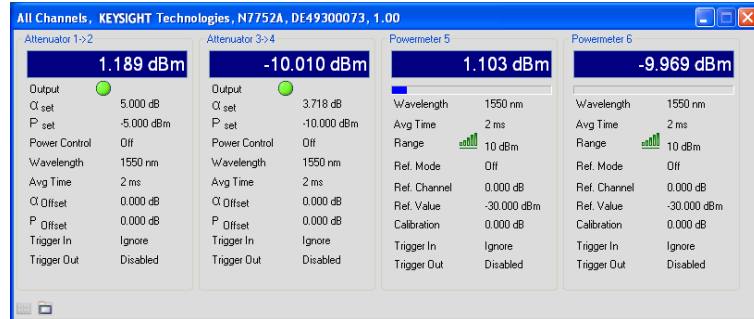 All Channels, KEYSIGHT Technologies, N7752A, DE49300073, 1.00
Attenuator 1->2
1.189 dBm
Output
α set 5.000 dB
P set -5.000 dBm
Power Control Off
Wavelength 1550 nm
Avg Time 2 ms
α Offset 0.000 dB
P Offset 0.000 dB
Trigger In Ignore
Trigger Out Disabled
Attenuator 3->4
-10.010 dBm
Output
α set 3.718 dB
P set -10.000 dBm
Power Control Off
Wavelength 1550 nm
Avg Time 2 ms
α Offset 0.000 dB
P Offset 0.000 dB
Trigger In Ignore
Trigger Out Disabled
Powermeter 5
1.103 dBm
Wavelength 1550 nm
Avg Time 2 ms
Range 10 dBm
Ref. Mode Off
Ref. Channel 0.000 dB
Ref. Value -30.000 dBm
Calibration 0.000 dB
Trigger In Ignore
Trigger Out Disabled
Powermeter 6
-9.969 dBm
Wavelength 1550 nm
Avg Time 2 ms
Range 10 dBm
Ref. Mode Off
Ref. Channel 0.000 dB
Ref. Value -30.000 dBm
Calibration 0.000 dB
Trigger In Ignore
Trigger Out Disabled